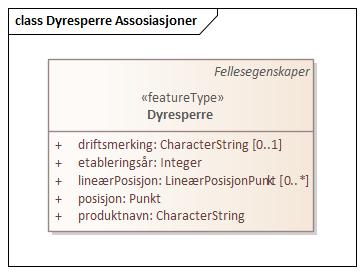 class Dyresperre Assosiasjoner
Fellesegenskaper
«featureType»
Dyresperre
+ driftsmerking: CharacterString [0..1]
+ etableringsår: Integer
+ lineærPosisjon: LineærPosisjonPunkt [0..*]
+ posisjon: Punkt
+ produktnavn: CharacterString